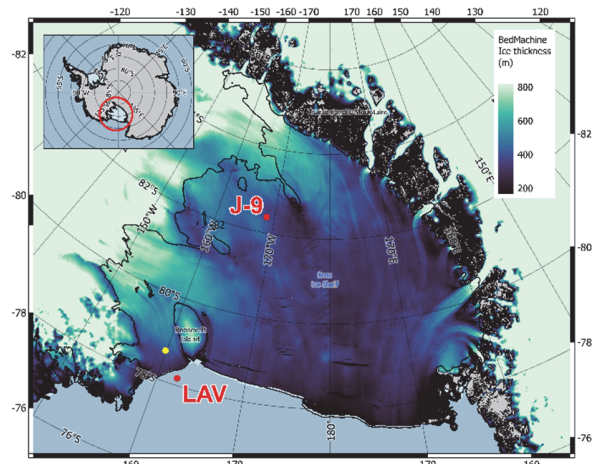 -120 -130 -140 -150 -160 -170 170 160 150 140 130 120
-82
-80
-78
-76
-82
-80
-78
-76
BedMachine
Ice thickness
(m)
800
600
400
200
82°S
150°W
160°W
J-9
170°W
170°E
150°E
Ross
Ice Shelf
80°S
Roosevelt
Island
LAV
76°S
180°
-160 -170 170 160